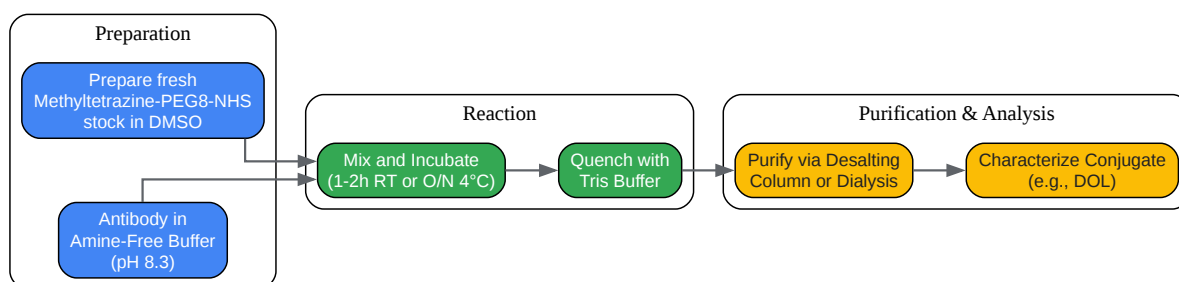 Preparation
Prepare fresh
Methyltetrazine-PEG8-NHS
stock in DMSO
Antibody in
Amine-Free Buffer
(pH 8.3)
Reaction
Mix and Incubate
(1-2h RT or O/N 4°C)
Quench with
Tris Buffer
Purification & Analysis
Purify via Desalting
Column or Dialysis
Characterize Conjugate
(e.g., DOL)